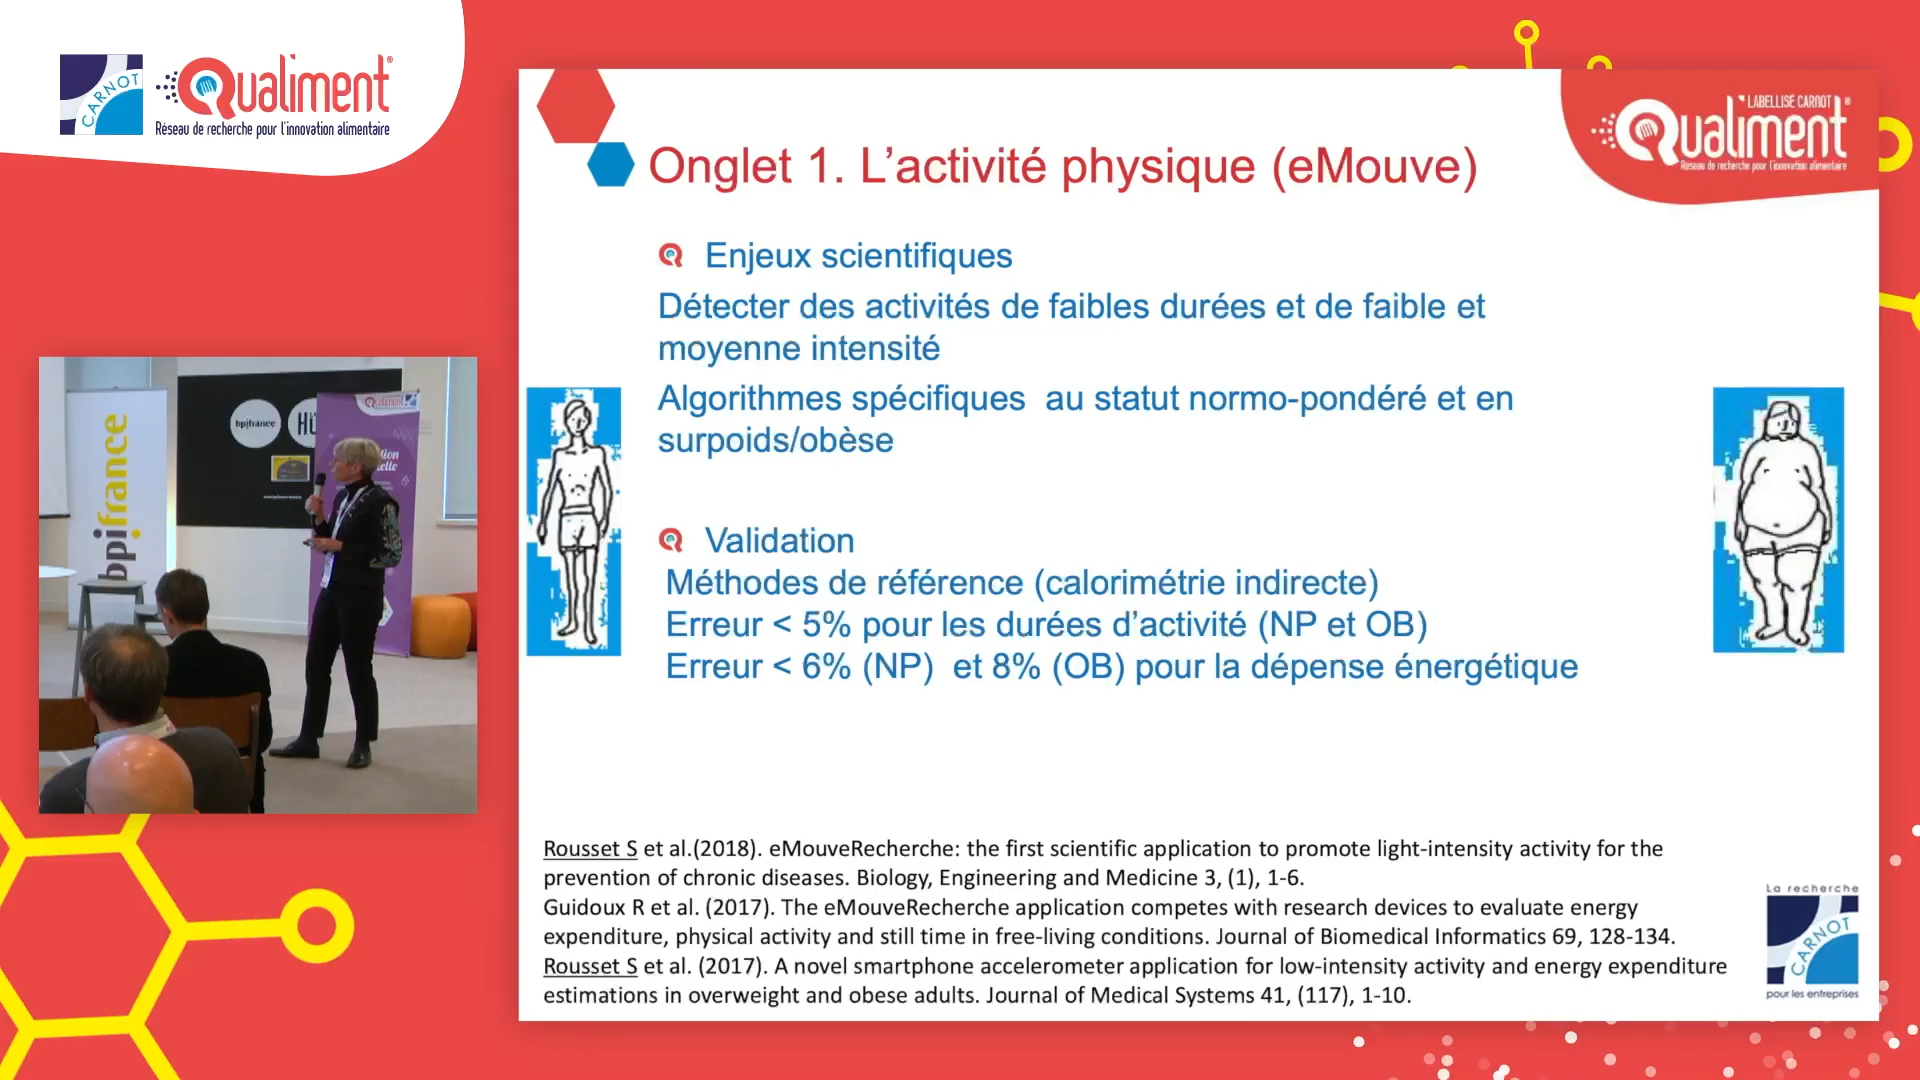 CARNOT
Qualiment®
Réseau de recherche pour l'innovation alimentaire
LABELLISÉ CARNOT
Qualiment®
Réseau de recherche pour l'innovation alimentaire
Onglet 1. L'activité physique (eMouve)
Enjeux scientifiques
Détecter des activités de faibles durées et de faible et
moyenne intensité
Algorithmes spécifiques  au statut normo-pondéré et en
surpoids/obèse
Validation
Méthodes de référence (calorimétrie indirecte)
Erreur < 5% pour les durées d'activité (NP et OB)
Erreur < 6% (NP)  et 8% (OB) pour la dépense énergétique
Rousset S et al.(2018). eMouveRecherche: the first scientific application to promote light-intensity activity for the
prevention of chronic diseases. Biology, Engineering and Medicine 3, (1), 1-6.
Guidoux R et al. (2017). The eMouveRecherche application competes with research devices to evaluate energy
expenditure, physical activity and still time in free-living conditions. Journal of Biomedical Informatics 69, 128-134.
Rousset S et al. (2017). A novel smartphone accelerometer application for low-intensity activity and energy expenditure
estimations in overweight and obese adults. Journal of Medical Systems 41, (117), 1-10.
La recherche
CARNOT
pour les entreprises
bpifrance
bpifrance
Qualiment